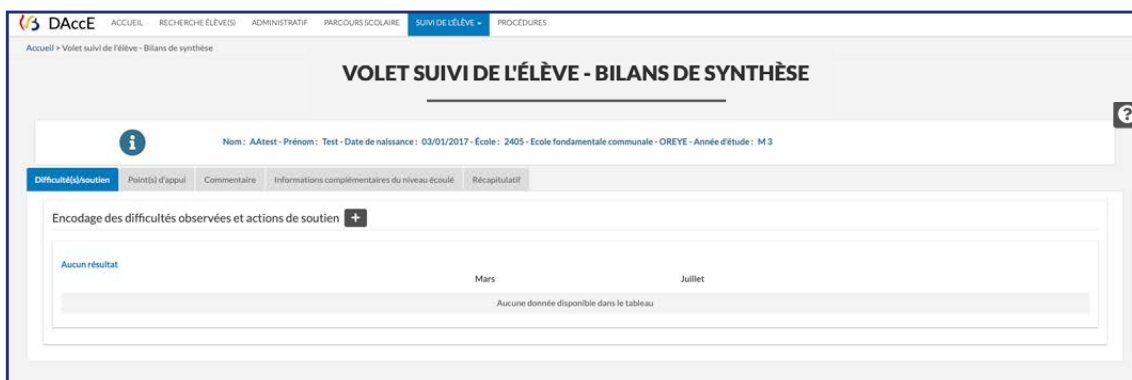 DAccE ACCUEIL RECHERCHE ÉLÈVE(S) ADMINISTRATIF PARCOURS SCOLAIRE SUIVI DE L'ÉLÈVE PROCÉDURES
Accueil > Volet suivi de l'élève - Bilans de synthèse
VOLET SUIVI DE L'ÉLÈVE - BILANS DE SYNTHÈSE
?
i Nom : AAtest - Prénom : Test - Date de naissance : 03/01/2017 - École : 2405 - Ecole fondamentale communale - OREYE - Année d'étude : M 3
Difficulté(s)/soutien Point(s) d'appui Commentaire Informations complémentaires du niveau écoulé Récapitulatif
Encodage des difficultés observées et actions de soutien +
Aucun résultat
Mars Juillet
Aucune donnée disponible dans le tableau